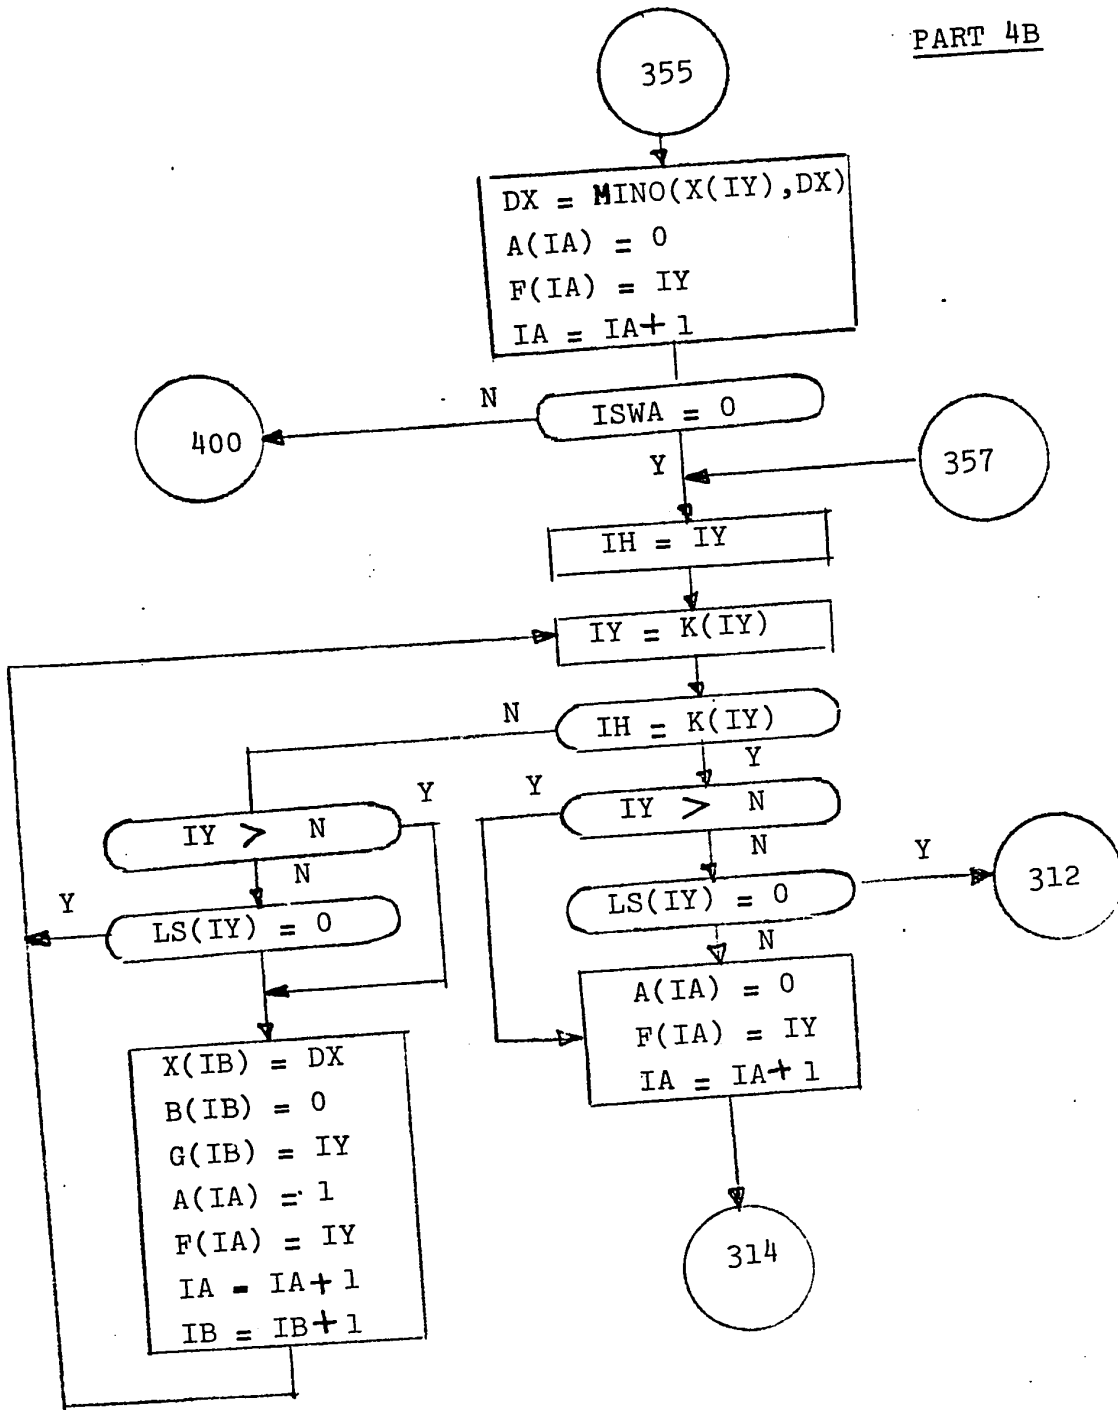 PART 4B
355
DX = MINO(X(IY),DX)
A(IA) = 0
F(IA) = IY
IA = IA+1
N
ISWA = 0
400
Y
357
IH = IY
IY = K(IY)
N
IH = K(IY)
Y
Y
IY > N
Y
IY > N
N
N
Y
LS(IY) = 0
Y
LS(IY) = 0
312
N
A(IA) = 0
F(IA) = IY
IA = IA+1
X(IB) = DX
B(IB) = 0
G(IB) = IY
A(IA) = 1
F(IA) = IY
IA = IA+1
IB = IB+1
314